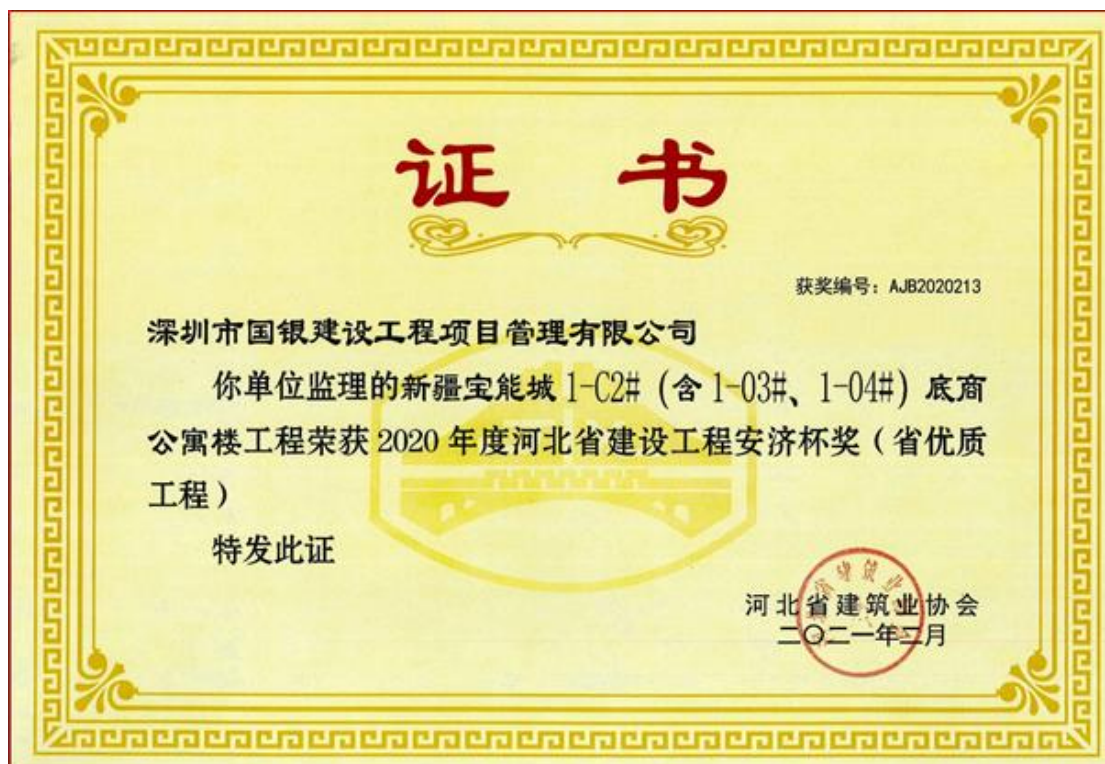 证 书
获奖编号：AJB2020213
深圳市国银建设工程项目管理有限公司
你单位监理的新疆宝能城 1-C2#（含 1-03#、1-04#）底商
公寓楼工程荣获 2020 年度河北省建设工程安济杯奖（省优质
工程）
特发此证
河北省建筑业协会
二〇二一年二月